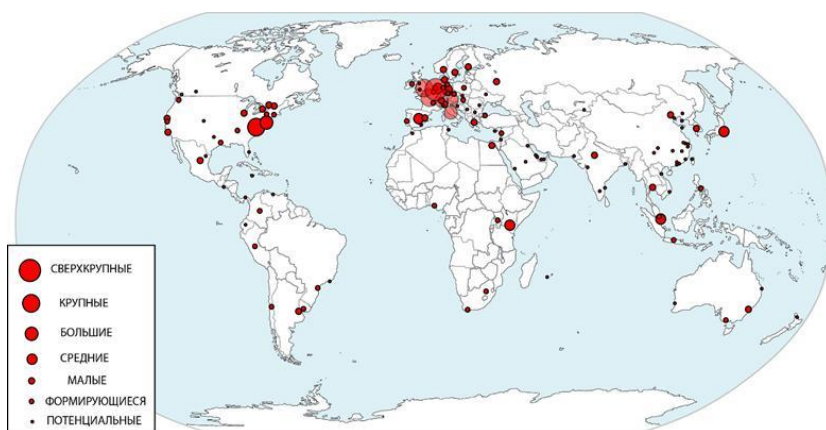 СВЕРХКРУПНЫЕ
КРУПНЫЕ
БОЛЬШИЕ
СРЕДНИЕ
МАЛЫЕ
ФОРМИРУЮЩИЕСЯ
ПОТЕНЦИАЛЬНЫЕ